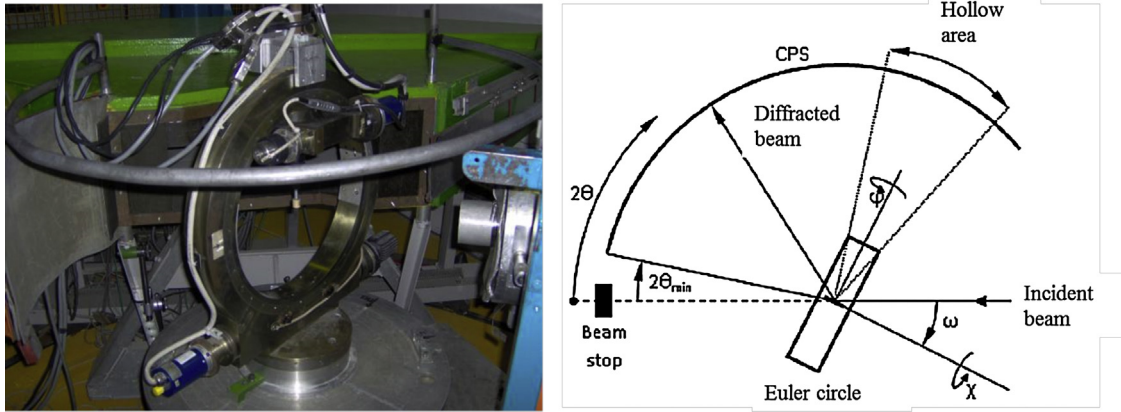 Hollow
area
CPS
Diffracted
beam
2θ
φ
2θmin
Incident
beam
ω
Beam
stop
χ
Euler circle